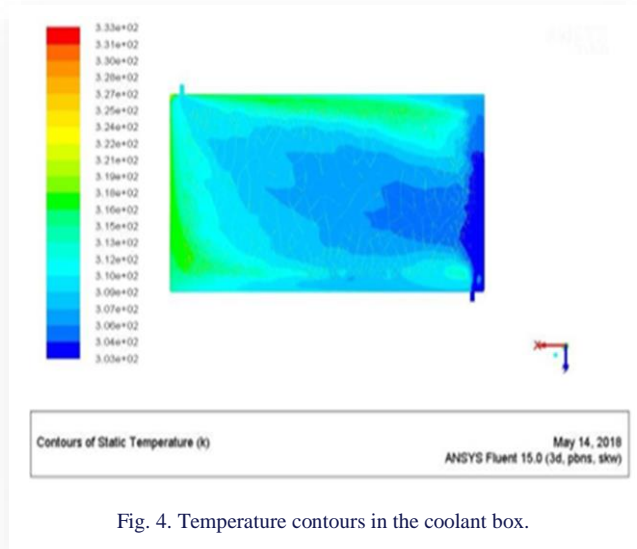 3.33e+02
3.31e+02
3.30e+02
3.28e+02
3.27e+02
3.25e+02
3.24e+02
3.22e+02
3.21e+02
3.19e+02
3.18e+02
3.16e+02
3.15e+02
3.13e+02
3.12e+02
3.10e+02
3.09e+02
3.07e+02
3.06e+02
3.04e+02
3.03e+02
X
Contours of Static Temperature (k)
May 14, 2018
ANSYS Fluent 15.0 (3d, pbns, skw)
Fig. 4. Temperature contours in the coolant box.